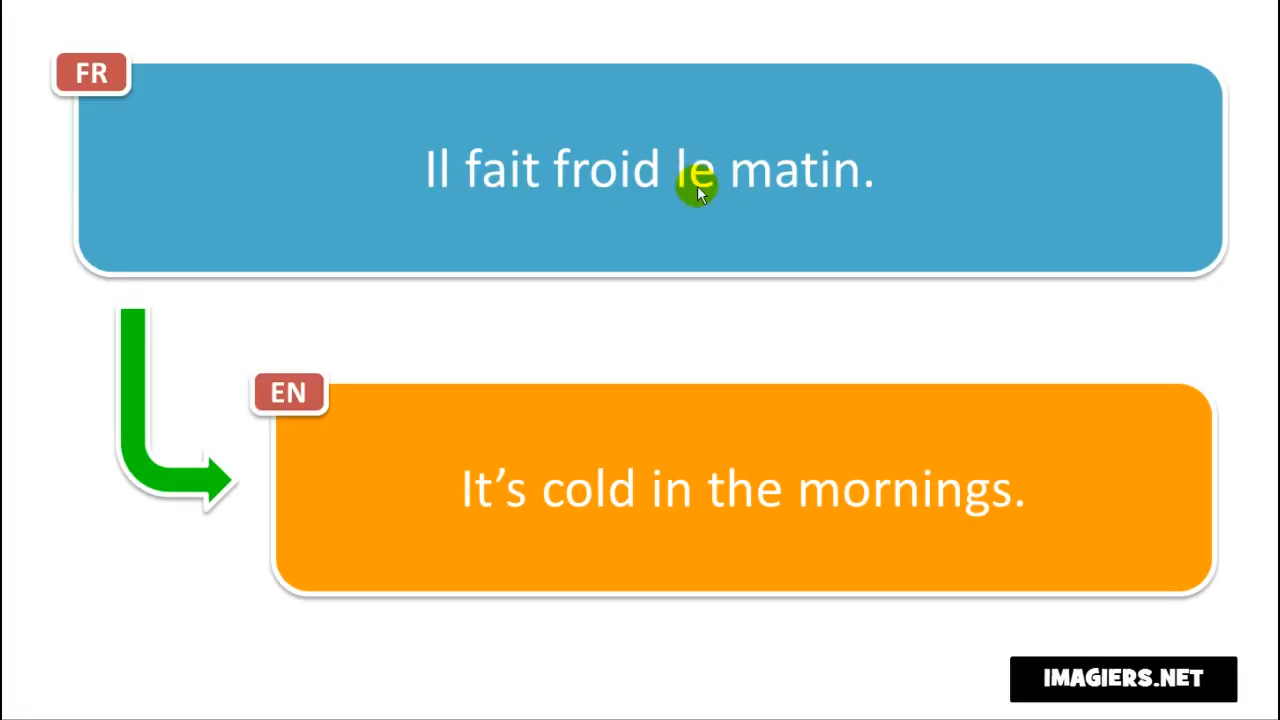 FR
Il fait froid le matin.
EN
It’s cold in the mornings.
IMAGIERS.NET